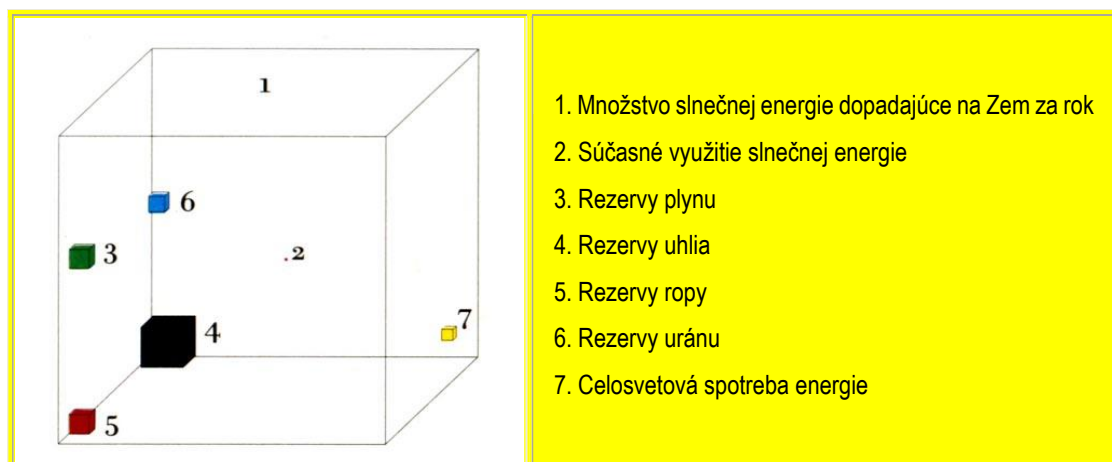 1
6
3
.2
7
4
5
1. Množstvo slnečnej energie dopadajúce na Zem za rok
2. Súčasné využitie slnečnej energie
3. Rezervy plynu
4. Rezervy uhlia
5. Rezervy ropy
6. Rezervy uránu
7. Celosvetová spotreba energie